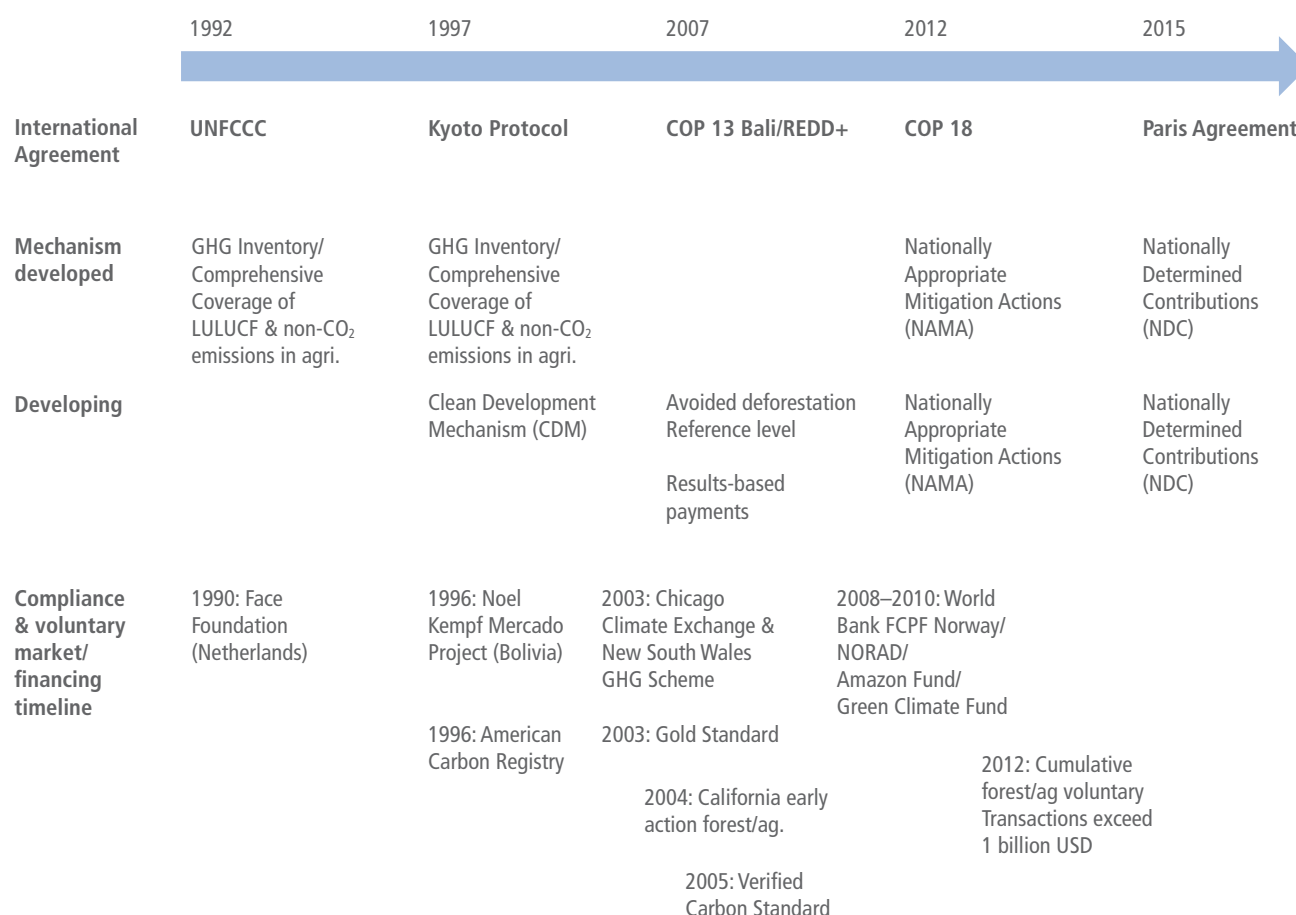 1992 1997 2007 2012 2015
International
Agreement
UNFCCC
Kyoto Protocol
COP 13 Bali/REDD+
COP 18
Paris Agreement
Mechanism
developed
GHG Inventory/
Comprehensive
Coverage of
LULUCF & non-CO₂
emissions in agri.
GHG Inventory/
Comprehensive
Coverage of
LULUCF & non-CO₂
emissions in agri.
Nationally
Appropriate
Mitigation Actions
(NAMA)
Nationally
Determined
Contributions
(NDC)
Developing
Clean Development
Mechanism (CDM)
Avoided deforestation
Reference level
Results-based
payments
Nationally
Appropriate
Mitigation Actions
(NAMA)
Nationally
Determined
Contributions
(NDC)
Compliance
& voluntary
market/
financing
timeline
1990: Face
Foundation
(Netherlands)
1996: Noel
Kempf Mercado
Project (Bolivia)
1996: American
Carbon Registry
2003: Chicago
Climate Exchange &
New South Wales
GHG Scheme
2003: Gold Standard
2004: California early
action forest/ag.
2005: Verified
Carbon Standard
2008–2010: World
Bank FCPF Norway/
NORAD/
Amazon Fund/
Green Climate Fund
2012: Cumulative
forest/ag voluntary
Transactions exceed
1 billion USD